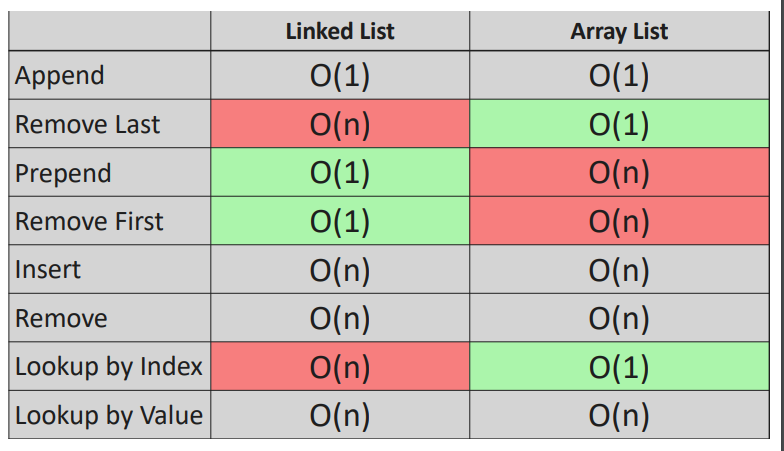 Linked List Array List
Append O(1) O(1)
Remove Last O(n) O(1)
Prepend O(1) O(n)
Remove First O(1) O(n)
Insert O(n) O(n)
Remove O(n) O(n)
Lookup by Index O(n) O(1)
Lookup by Value O(n) O(n)